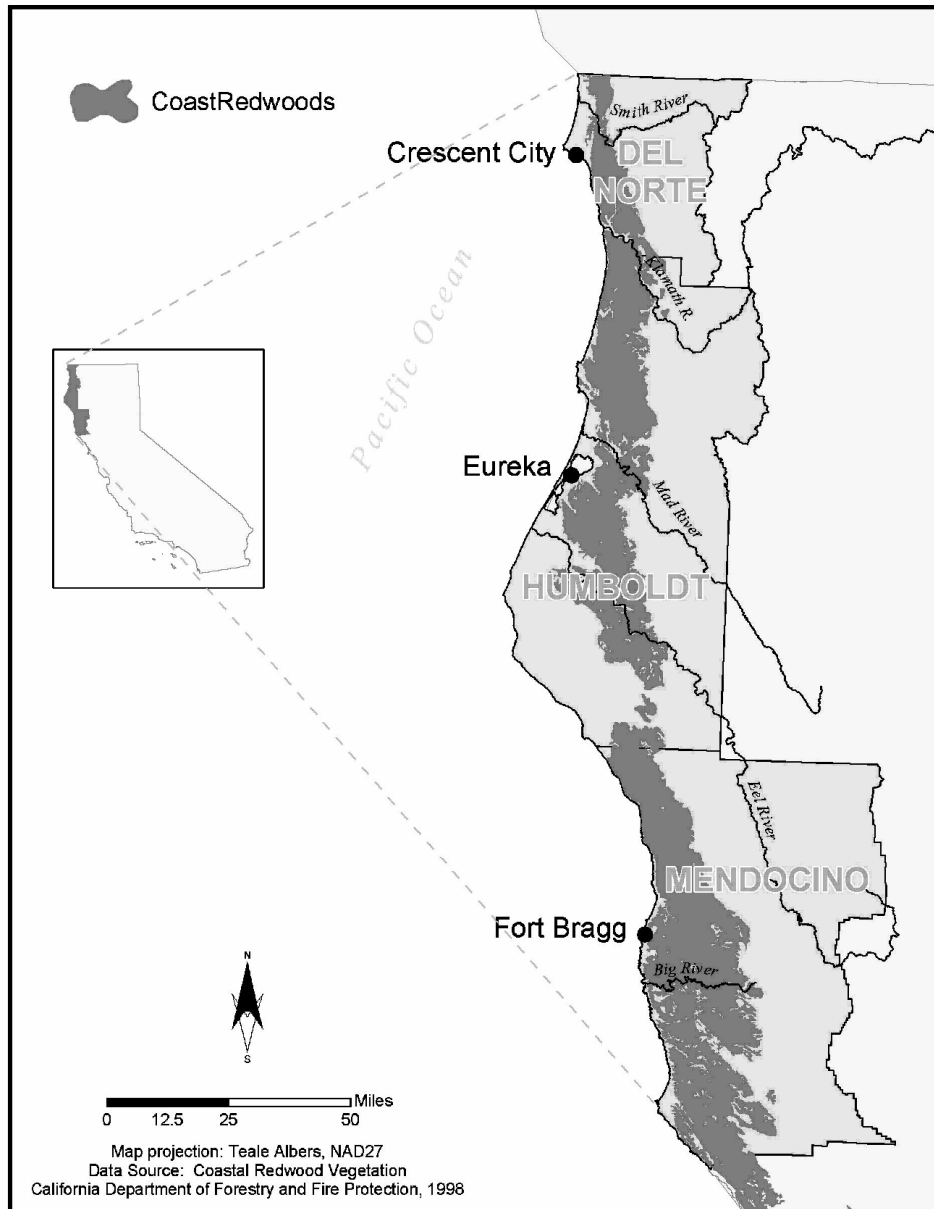 CoastRedwoods
Smith River
Crescent City
DEL
NORTE
Klamath R.
Pacific Ocean
Eureka
Mad River
HUMBOLDT
Eel River
MENDOCINO
Fort Bragg
Big River
N
S
Miles
0 12.5 25 50
Map projection: Teale Albers, NAD27
Data Source: Coastal Redwood Vegetation
California Department of Forestry and Fire Protection, 1998